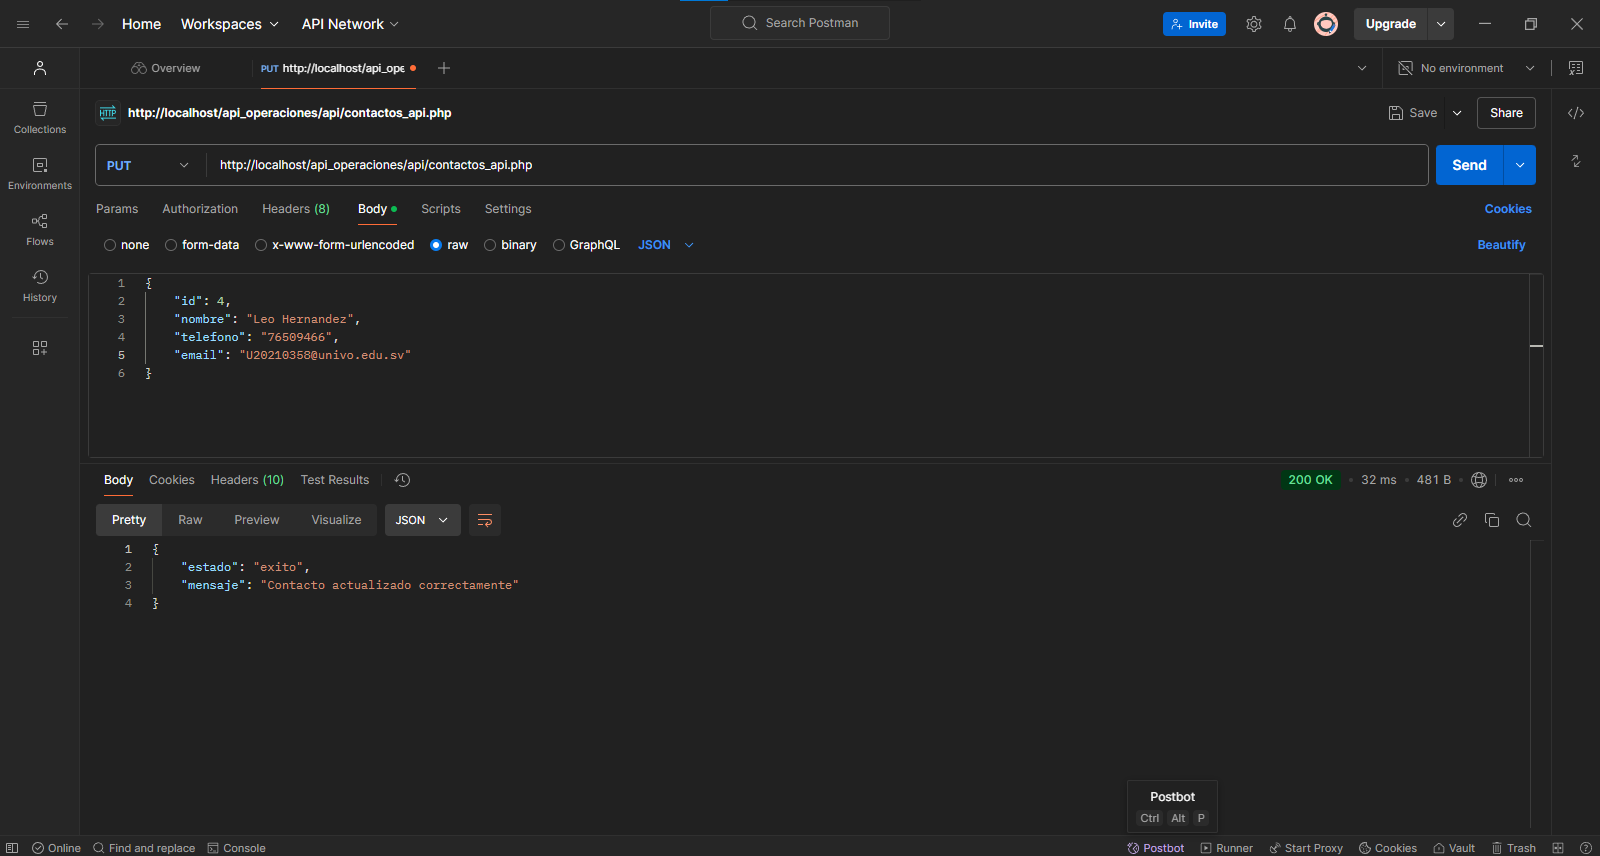 Home Workspaces API Network Search Postman Invite Upgrade
Overview PUT http://localhost/api_ope No environment
HTTP http://localhost/api_operaciones/api/contactos_api.php Save Share
Collections
PUT http://localhost/api_operaciones/api/contactos_api.php Send
Environments
Params Authorization Headers (8) Body Scripts Settings Cookies
Flows
none form-data x-www-form-urlencoded raw binary GraphQL JSON Beautify
History
1 {
2 "id": 4,
3 "nombre": "Leo Hernandez",
4 "telefono": "76509466",
5 "email": "U20210358@univo.edu.sv"
6 }
Body Cookies Headers (10) Test Results 200 OK 32 ms 481 B
Pretty Raw Preview Visualize JSON
1 {
2 "estado": "exito",
3 "mensaje": "Contacto actualizado correctamente"
4 }
Postbot
Ctrl Alt P
Online Find and replace Console Postbot Runner Start Proxy Cookies Vault Trash